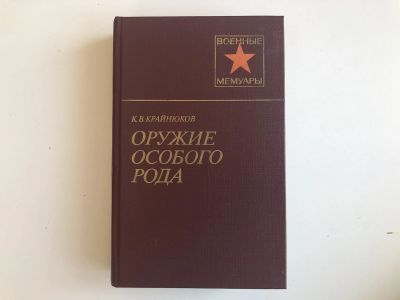 ВОЕННЫЕ
МЕМУАРЫ
К.В.КРАЙНЮКОВ
ОРУЖИЕ
ОСОБОГО
РОДА